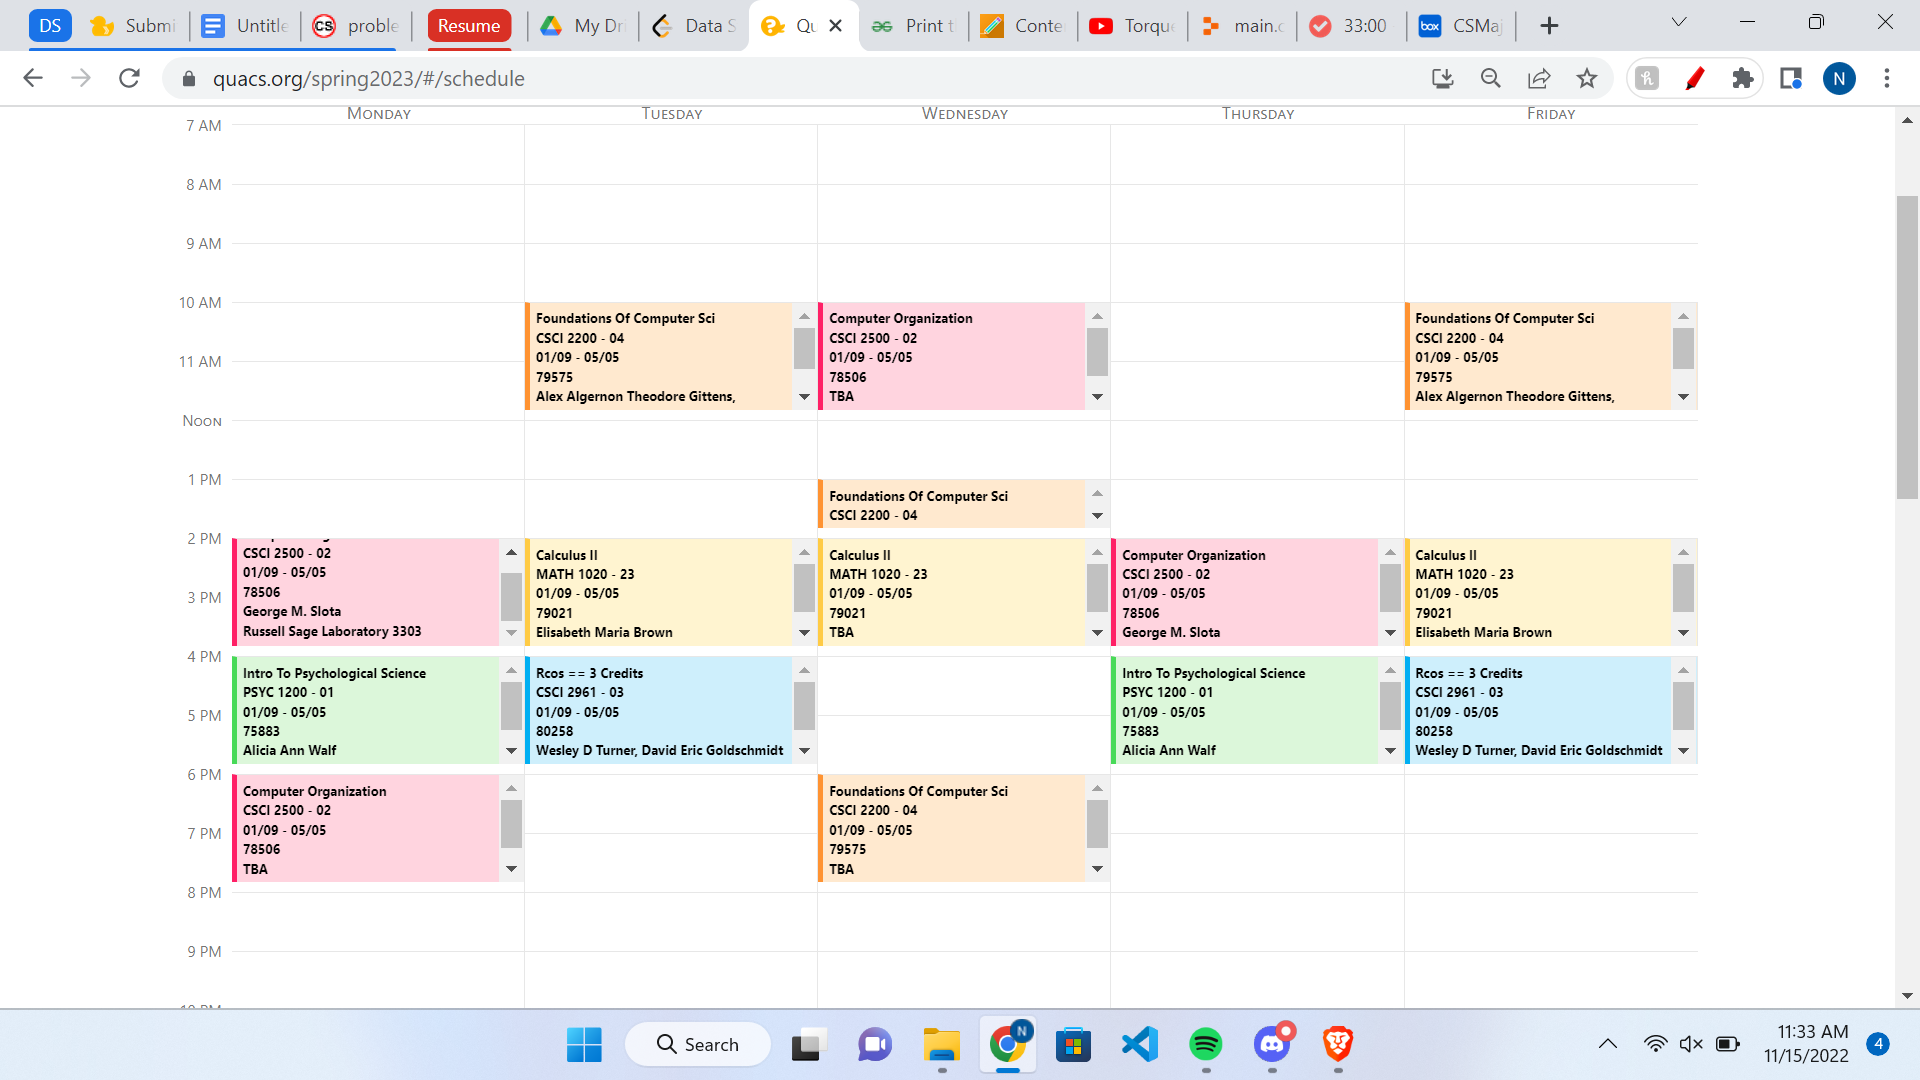 DS
Submi
Untitle
CS
proble
Resume
My Dri
Data S
Qu
Print t
Conte
Torque
main.c
33:00
box
CSMaj
quacs.org/spring2023/#/schedule
N
Monday
Tuesday
Wednesday
Thursday
Friday
7 AM
8 AM
9 AM
10 AM
Foundations Of Computer Sci
CSCI 2200 - 04
01/09 - 05/05
79575
Alex Algernon Theodore Gittens,
Computer Organization
CSCI 2500 - 02
01/09 - 05/05
78506
TBA
Foundations Of Computer Sci
CSCI 2200 - 04
01/09 - 05/05
79575
Alex Algernon Theodore Gittens,
11 AM
Noon
1 PM
Foundations Of Computer Sci
CSCI 2200 - 04
2 PM
CSCI 2500 - 02
01/09 - 05/05
78506
George M. Slota
Russell Sage Laboratory 3303
Calculus II
MATH 1020 - 23
01/09 - 05/05
79021
Elisabeth Maria Brown
Calculus II
MATH 1020 - 23
01/09 - 05/05
79021
TBA
Computer Organization
CSCI 2500 - 02
01/09 - 05/05
78506
George M. Slota
Calculus II
MATH 1020 - 23
01/09 - 05/05
79021
Elisabeth Maria Brown
3 PM
4 PM
Intro To Psychological Science
PSYC 1200 - 01
01/09 - 05/05
75883
Alicia Ann Walf
Rcos == 3 Credits
CSCI 2961 - 03
01/09 - 05/05
80258
Wesley D Turner, David Eric Goldschmidt
Intro To Psychological Science
PSYC 1200 - 01
01/09 - 05/05
75883
Alicia Ann Walf
Rcos == 3 Credits
CSCI 2961 - 03
01/09 - 05/05
80258
Wesley D Turner, David Eric Goldschmidt
5 PM
6 PM
Computer Organization
CSCI 2500 - 02
01/09 - 05/05
78506
TBA
Foundations Of Computer Sci
CSCI 2200 - 04
01/09 - 05/05
79575
TBA
7 PM
8 PM
9 PM
Search
N
11:33 AM
11/15/2022
4